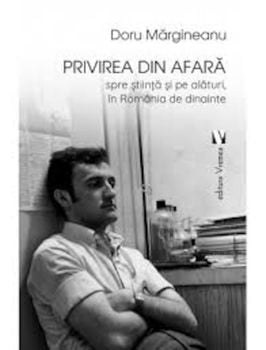 Doru Mărgineanu
PRIVIREA DIN AFARĂ
spre știință și pe alături,
în România de dinainte
V
editura Vremea